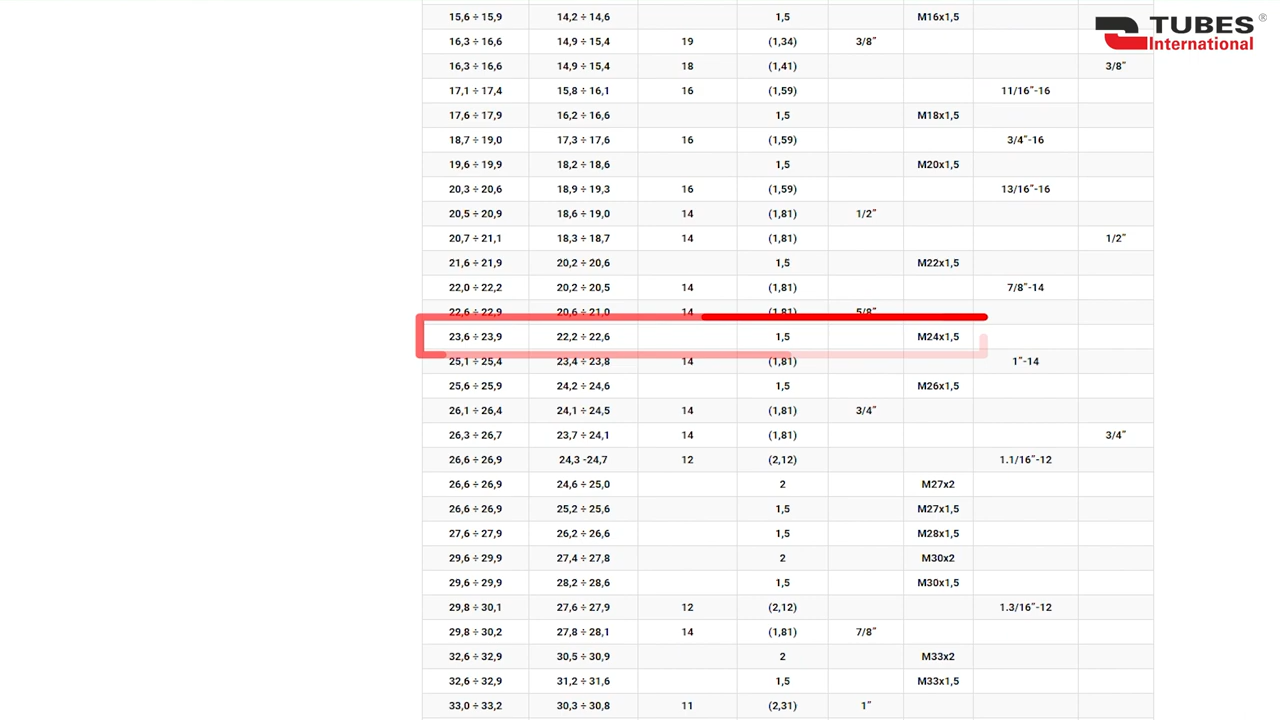 TUBES®
International
15,6 ÷ 15,9 14,2 ÷ 14,6 1,5 M16x1,5
16,3 ÷ 16,6 14,9 ÷ 15,4 19 (1,34) 3/8"
16,3 ÷ 16,6 14,9 ÷ 15,4 18 (1,41) 3/8"
17,1 ÷ 17,4 15,8 ÷ 16,1 16 (1,59) 11/16"-16
17,6 ÷ 17,9 16,2 ÷ 16,6 1,5 M18x1,5
18,7 ÷ 19,0 17,3 ÷ 17,6 16 (1,59) 3/4"-16
19,6 ÷ 19,9 18,2 ÷ 18,6 1,5 M20x1,5
20,3 ÷ 20,6 18,9 ÷ 19,3 16 (1,59) 13/16"-16
20,5 ÷ 20,9 18,6 ÷ 19,0 14 (1,81) 1/2"
20,7 ÷ 21,1 18,3 ÷ 18,7 14 (1,81) 1/2"
21,6 ÷ 21,9 20,2 ÷ 20,6 1,5 M22x1,5
22,0 ÷ 22,2 20,2 ÷ 20,5 14 (1,81) 7/8"-14
22,6 ÷ 22,9 20,6 ÷ 21,0 14 (1,81) 5/8"
23,6 ÷ 23,9 22,2 ÷ 22,6 1,5 M24x1,5
25,1 ÷ 25,4 23,4 ÷ 23,8 14 (1,81) 1"-14
25,6 ÷ 25,9 24,2 ÷ 24,6 1,5 M26x1,5
26,1 ÷ 26,4 24,1 ÷ 24,5 14 (1,81) 3/4"
26,3 ÷ 26,7 23,7 ÷ 24,1 14 (1,81) 3/4"
26,6 ÷ 26,9 24,3 -24,7 12 (2,12) 1.1/16"-12
26,6 ÷ 26,9 24,6 ÷ 25,0 2 M27x2
26,6 ÷ 26,9 25,2 ÷ 25,6 1,5 M27x1,5
27,6 ÷ 27,9 26,2 ÷ 26,6 1,5 M28x1,5
29,6 ÷ 29,9 27,4 ÷ 27,8 2 M30x2
29,6 ÷ 29,9 28,2 ÷ 28,6 1,5 M30x1,5
29,8 ÷ 30,1 27,6 ÷ 27,9 12 (2,12) 1.3/16"-12
29,8 ÷ 30,2 27,8 ÷ 28,1 14 (1,81) 7/8"
32,6 ÷ 32,9 30,5 ÷ 30,9 2 M33x2
32,6 ÷ 32,9 31,2 ÷ 31,6 1,5 M33x1,5
33,0 ÷ 33,2 30,3 ÷ 30,8 11 (2,31) 1"